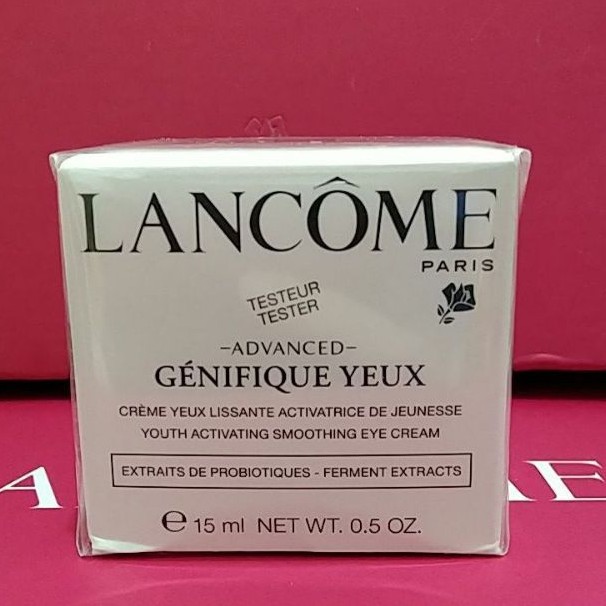 LANCÔME
PARIS
TESTEUR
TESTER
-ADVANCED-
GÉNIFIQUE YEUX
CRÈME YEUX LISSANTE ACTIVATRICE DE JEUNESSE
YOUTH ACTIVATING SMOOTHING EYE CREAM
EXTRAITS DE PROBIOTIQUES - FERMENT EXTRACTS
℮ 15 ml NET WT. 0.5 OZ.